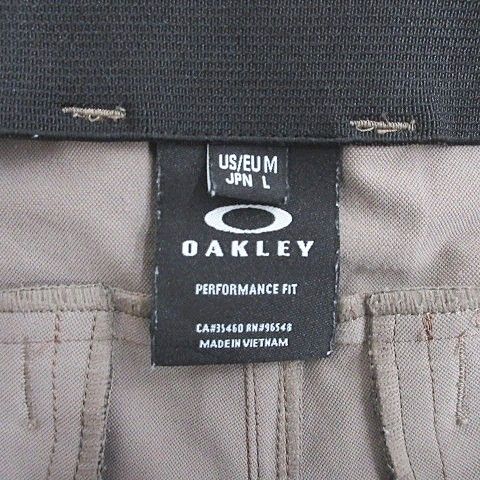 US/EU M
JPN L
OAKLEY
PERFORMANCE FIT
CA#35460 RN#96548
MADE IN VIETNAM